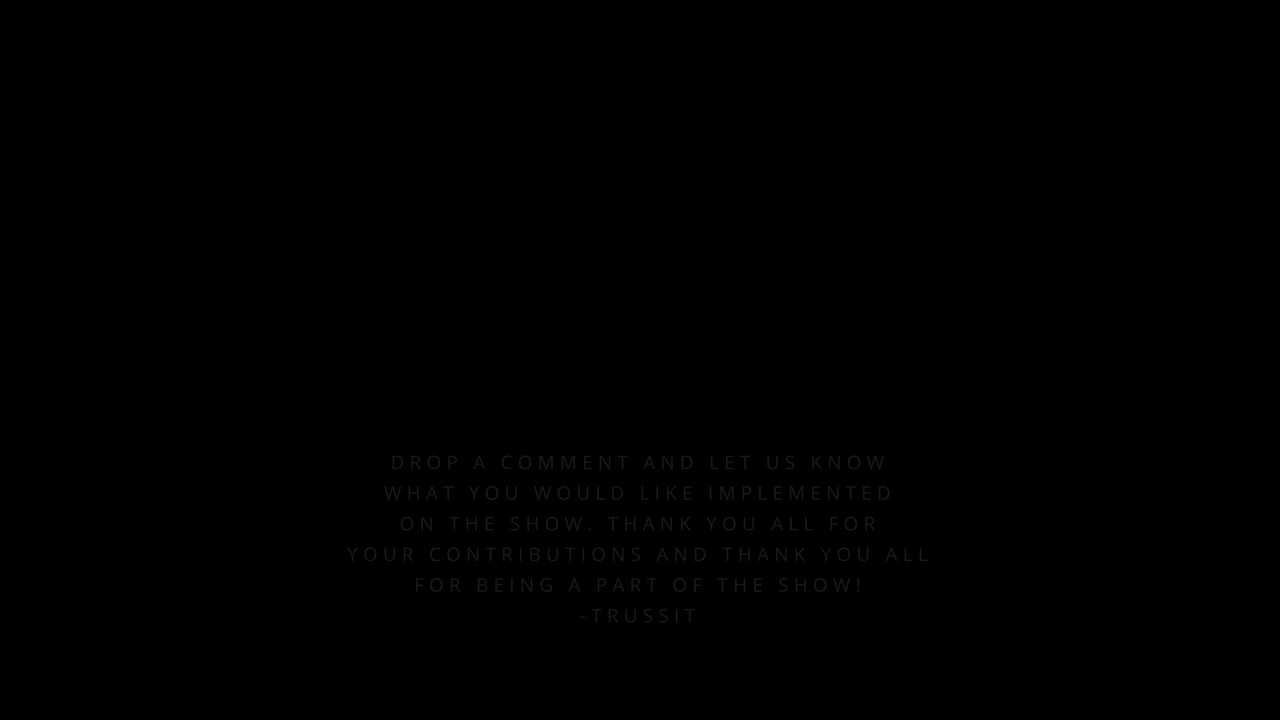 DROP A COMMENT AND LET US KNOW
WHAT YOU WOULD LIKE IMPLEMENTED
ON THE SHOW. THANK YOU ALL FOR
YOUR CONTRIBUTIONS AND THANK YOU ALL
FOR BEING A PART OF THE SHOW!
-TRUSSIT